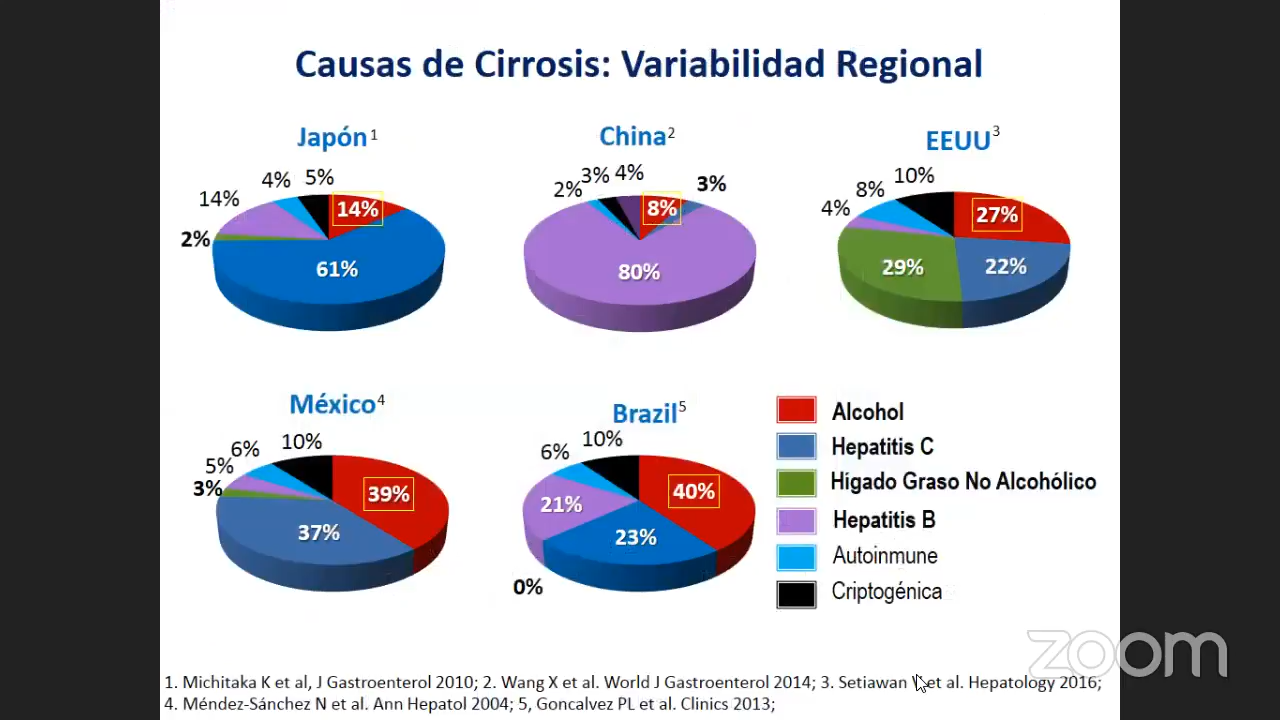 Causas de Cirrosis: Variabilidad Regional
Japón1
14%
4%
5%
14%
2%
61%
China2
2%
3%
4%
8%
3%
80%
EEUU3
4%
8%
10%
27%
29%
22%
México4
3%
5%
6%
10%
39%
37%
Brazil5
6%
10%
21%
40%
23%
0%
Alcohol
Hepatitis C
Hígado Graso No Alcohólico
Hepatitis B
Autoinmune
Criptogénica
zoom
1. Michitaka K et al, J Gastroenterol 2010; 2. Wang X et al. World J Gastroenterol 2014; 3. Setiawan et al. Hepatology 2016;
4. Méndez-Sánchez N et al. Ann Hepatol 2004; 5, Goncalvez PL et al. Clinics 2013;